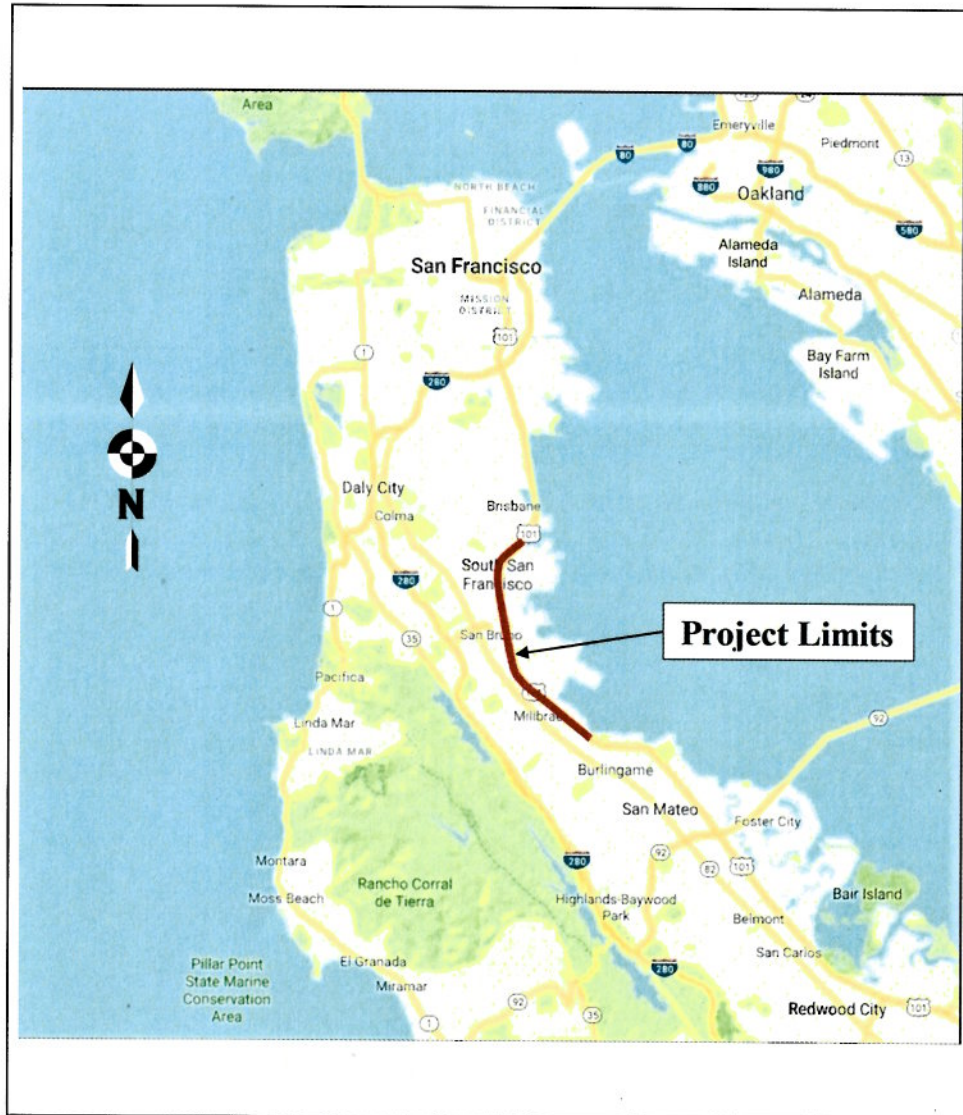 Area
Emeryville
Piedmont
80
80
13
980
880
NORTH BEACH
Oakland
FINANCIAL
DISTRICT
580
Alameda
Island
San Francisco
MISSION
DISTRICT
Alameda
101
1
Bay Farm
Island
280
N
Daly City
Colma
Brisbane
101
South San
Francisco
280
1
35
San Bruno
Project Limits
Pacifica
101
Millbrae
Linda Mar
LINDA MAR
92
Burlingame
San Mateo
Foster City
92
82
101
280
Montara
Moss Beach
Rancho Corral
de Tierra
Highlands-Baywood
Park
Bair Island
Belmont
San Carlos
El Granada
Miramar
280
Pillar Point
State Marine
Conservation
Area
92
35
1
Redwood City
101